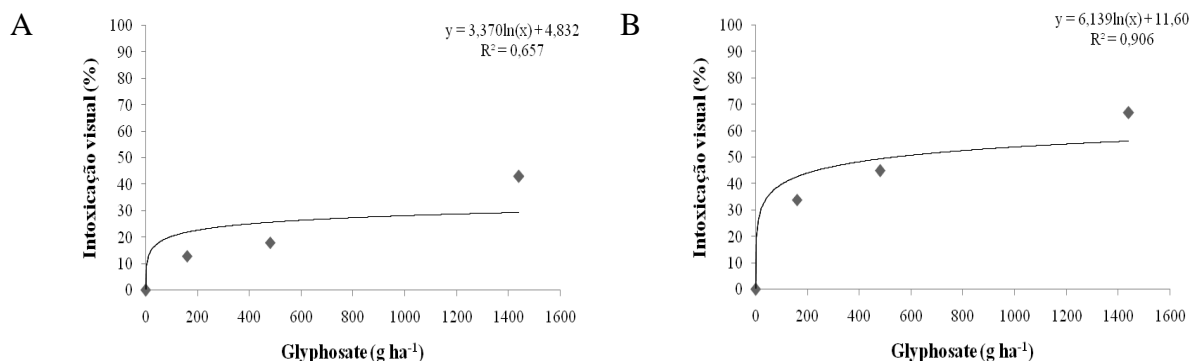 A
y = 3,370ln(x) + 4,832
R² = 0,657
Intoxicação visual (%)
100
90
80
70
60
50
40
30
20
10
0
0 200 400 600 800 1000 1200 1400 1600
Glyphosate (g ha⁻¹)
B
y = 6,139ln(x) + 11,60
R² = 0,906
Intoxicação visual (%)
100
90
80
70
60
50
40
30
20
10
0
0 200 400 600 800 1000 1200 1400 1600
Glyphosate (g ha⁻¹)